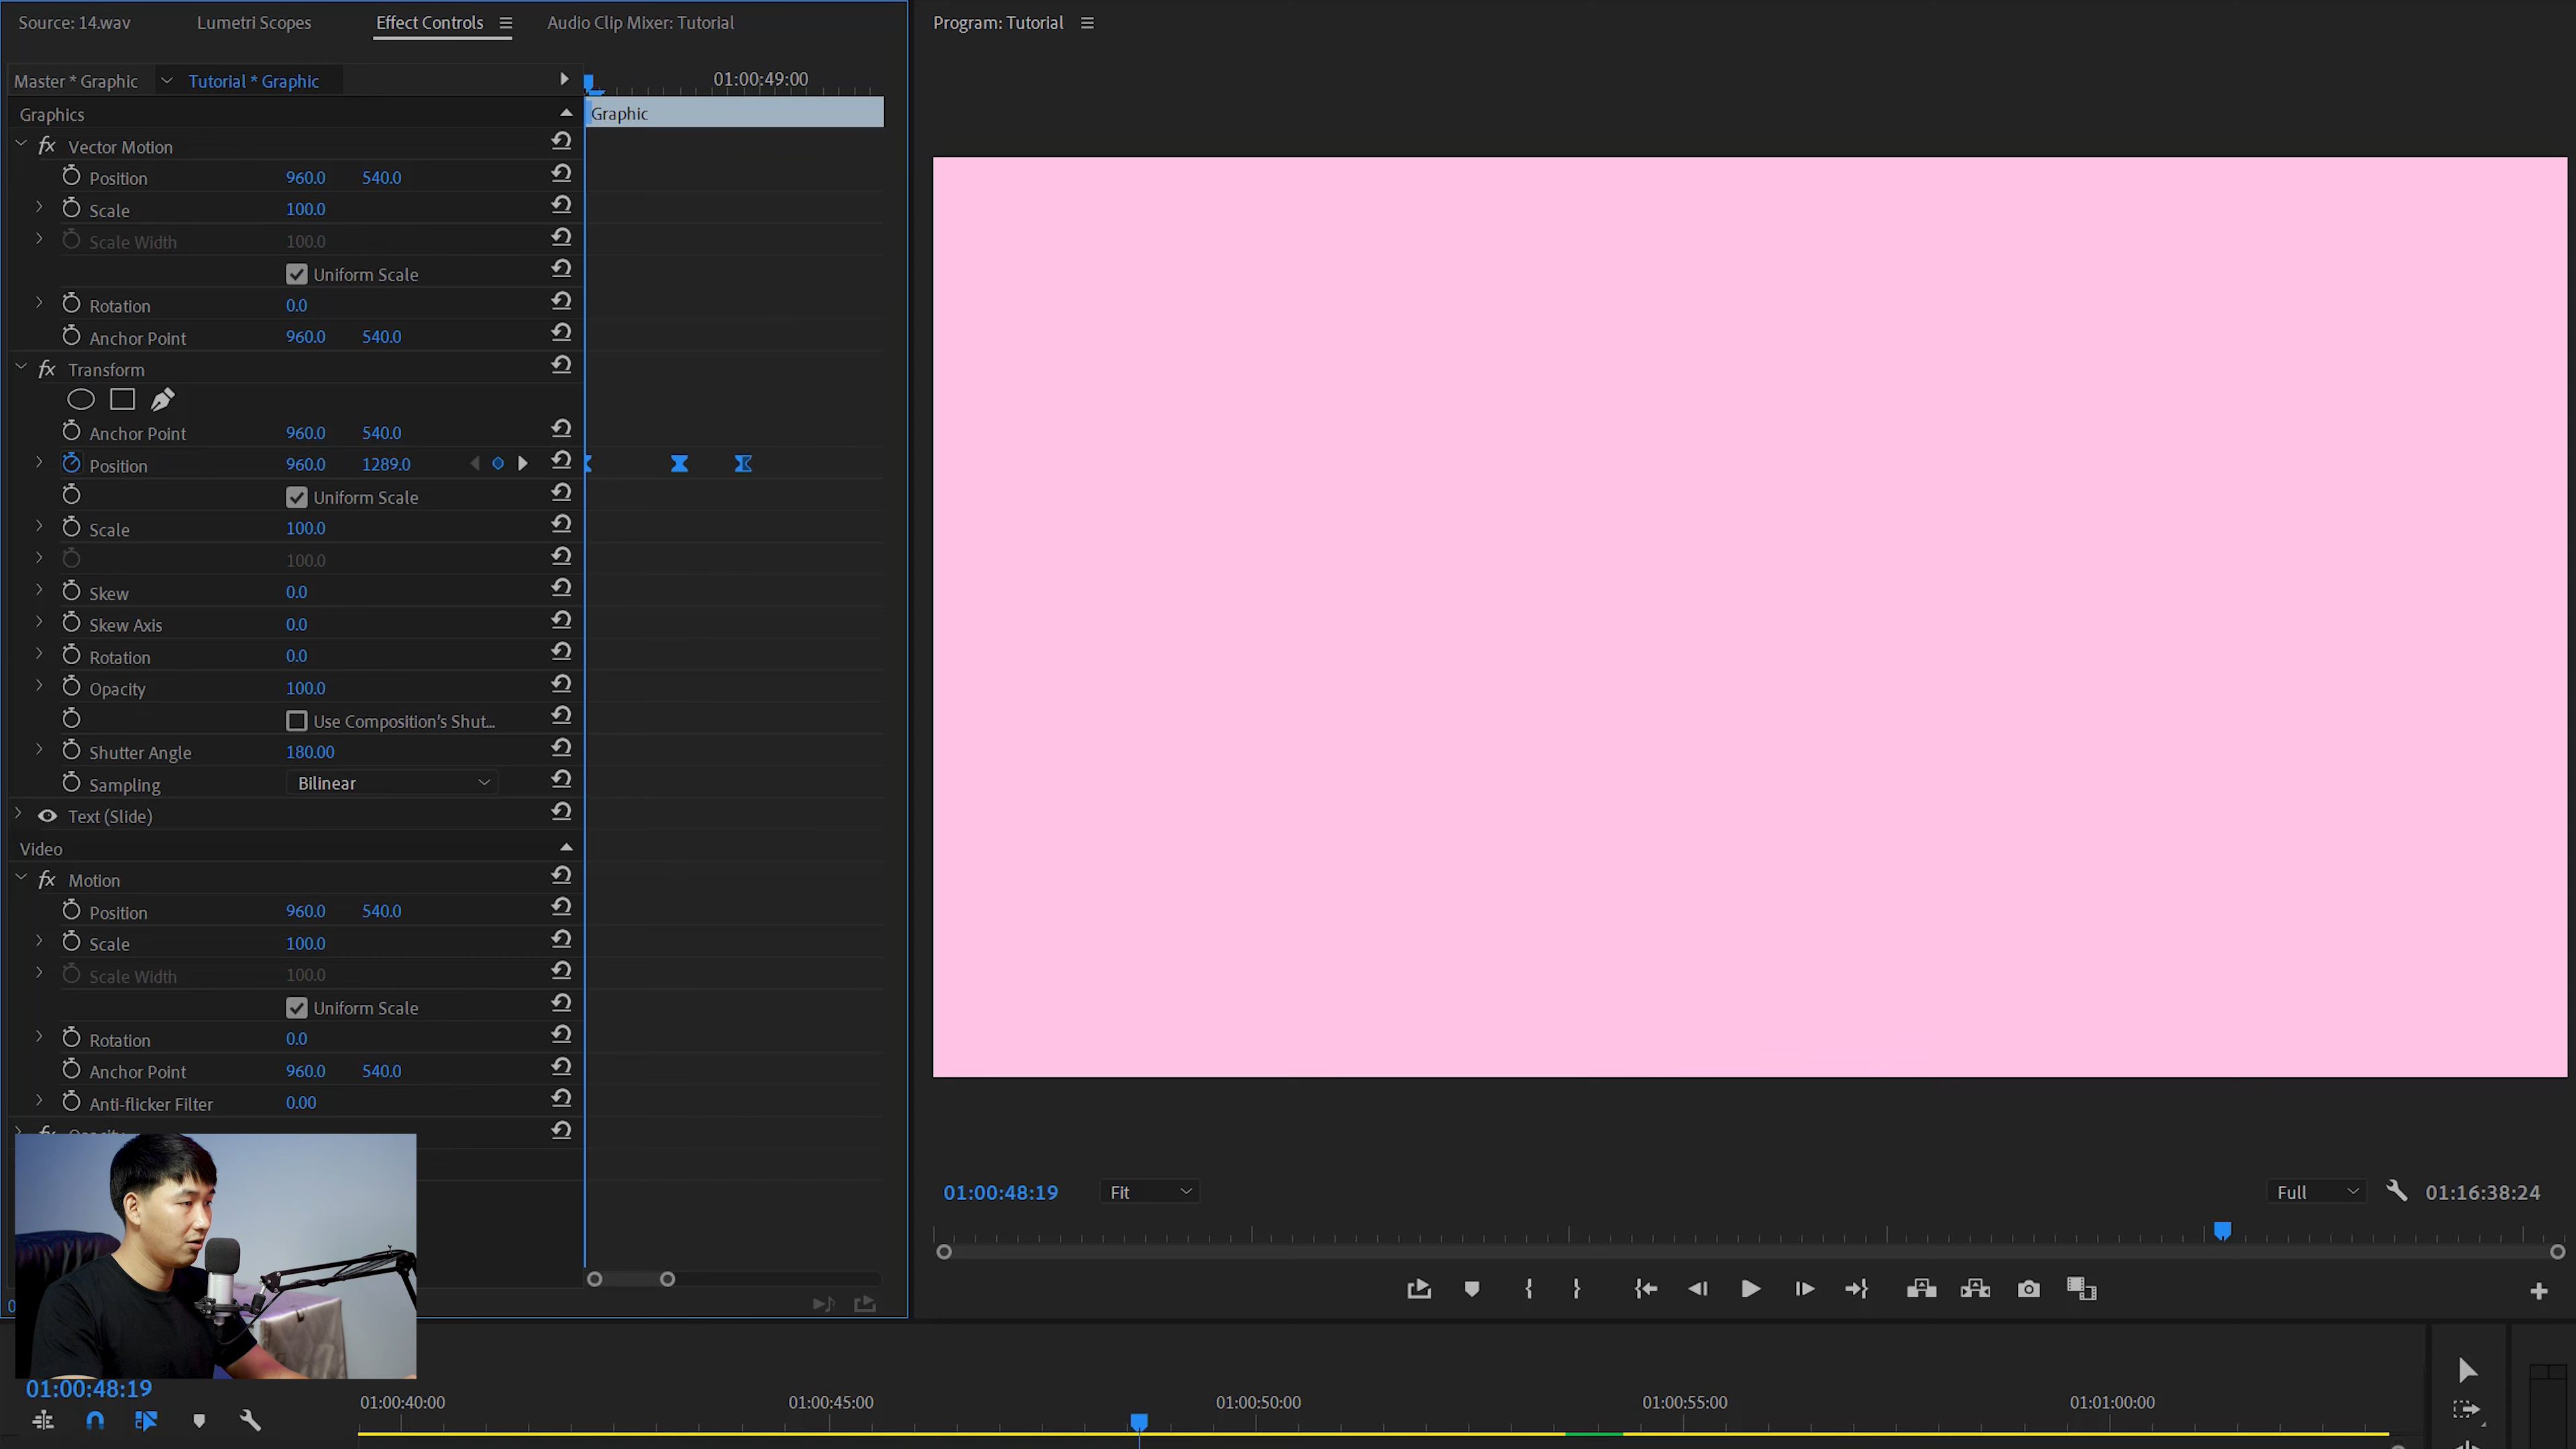 Source: 14.wav
Lumetri Scopes
Effect Controls
Audio Clip Mixer: Tutorial
Program: Tutorial
Master * Graphic
Tutorial * Graphic
01:00:49:00
Graphics
Graphic
fx Vector Motion
Position 960.0 540.0
Scale 100.0
Scale Width 100.0
Uniform Scale
Rotation 0.0
Anchor Point 960.0 540.0
fx Transform
Anchor Point 960.0 540.0
Position 960.0 1289.0
Uniform Scale
Scale 100.0
100.0
Skew 0.0
Skew Axis 0.0
Rotation 0.0
Opacity 100.0
Use Composition's Shut...
Shutter Angle 180.00
Sampling Bilinear
Text (Slide)
Video
fx Motion
Position 960.0 540.0
Scale 100.0
Scale Width 100.0
Uniform Scale
Rotation 0.0
Anchor Point 960.0 540.0
Anti-flicker Filter 0.00
fx Opacity
01:00:48:19
Fit
Full
01:16:38:24
01:00:48:19
01:00:40:00
01:00:45:00
01:00:50:00
01:00:55:00
01:01:00:00